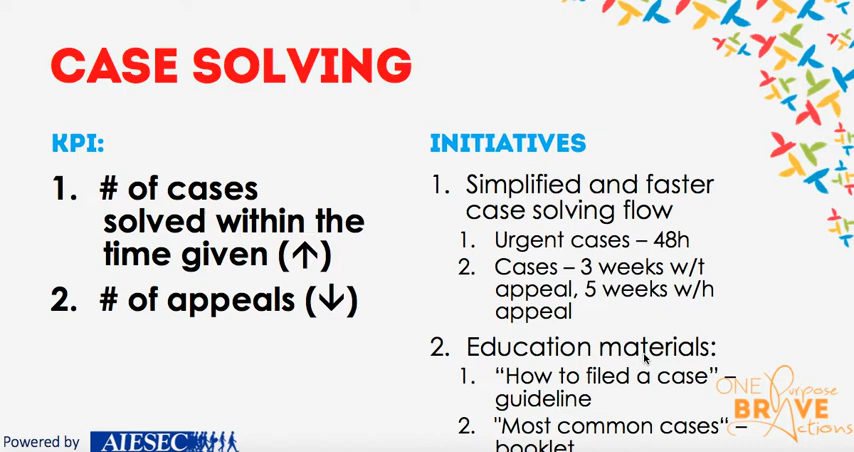 CASE SOLVING
KPI:
1. # of cases
solved within the
time given (↑)
2. # of appeals (↓)
INITIATIVES
1. Simplified and faster
case solving flow
1. Urgent cases – 48h
2. Cases – 3 weeks w/t
appeal, 5 weeks w/h
appeal
2. Education materials:
1. “How to filed a case” –
guideline
2. "Most common cases“ –
booklet
ONE Purpose
BRAVE
Actions
Powered by AIESEC